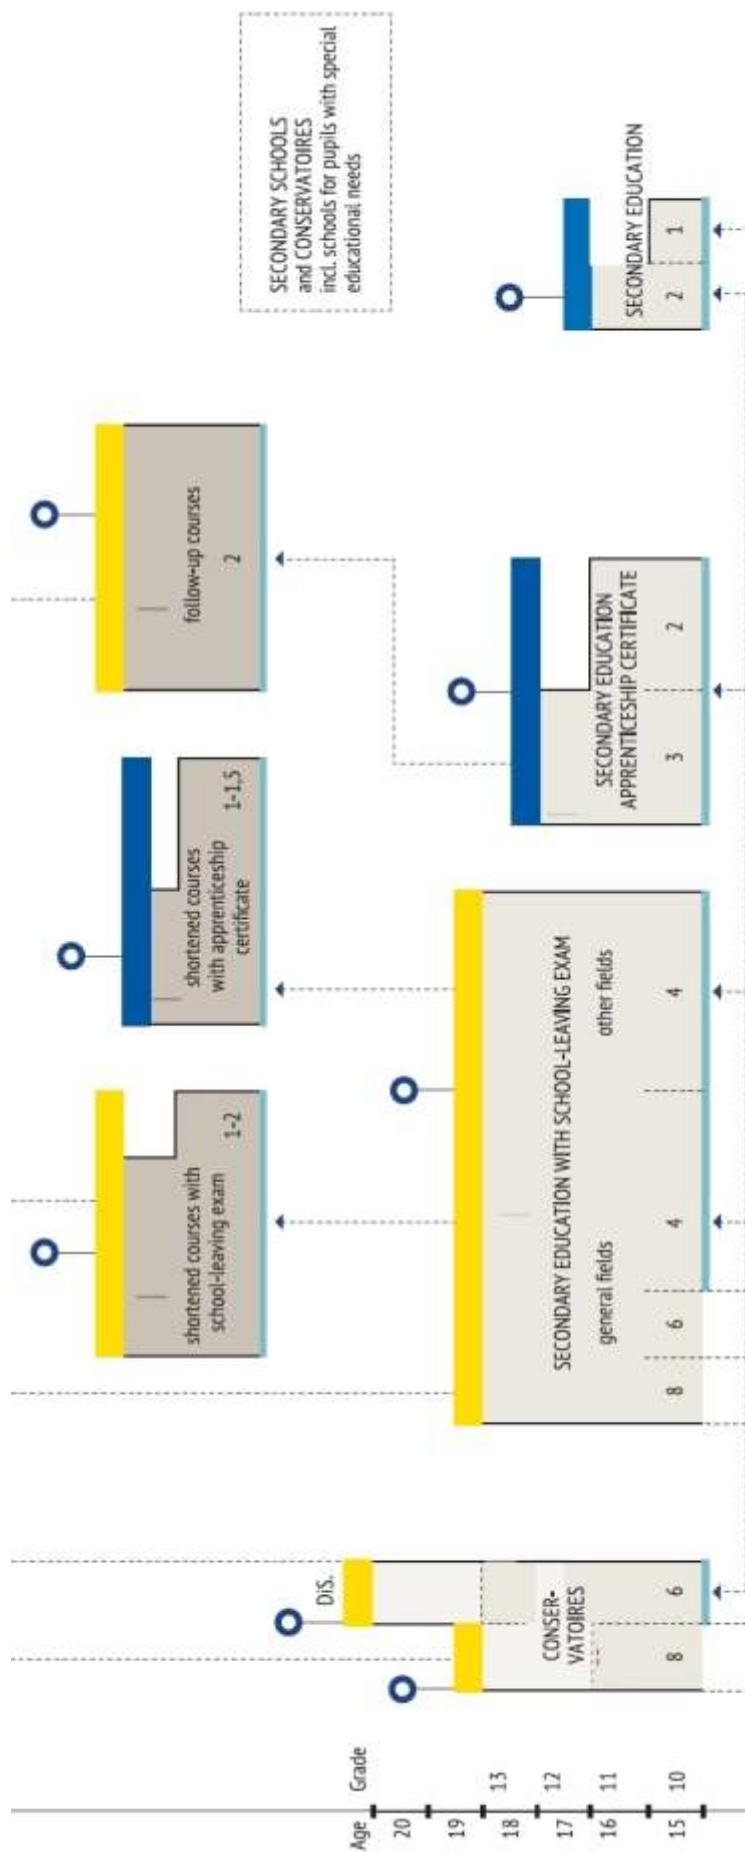 SECONDARY SCHOOLS
and CONSERVATOIRES
incl. schools for pupils with special
educational needs
shortened courses with
school-leaving exam
1-2
shortened courses
with apprenticeship
certificate
1-1,5
follow-up courses
2
DiS.
CONSER-
VATOIRES
8
6
SECONDARY EDUCATION WITH SCHOOL-LEAVING EXAM
general fields
other fields
8
6
4
4
SECONDARY EDUCATION
APPRENTICESHIP CERTIFICATE
3
2
SECONDARY EDUCATION
2
1
Age
Grade
20
19
18
13
17
12
16
11
15
10